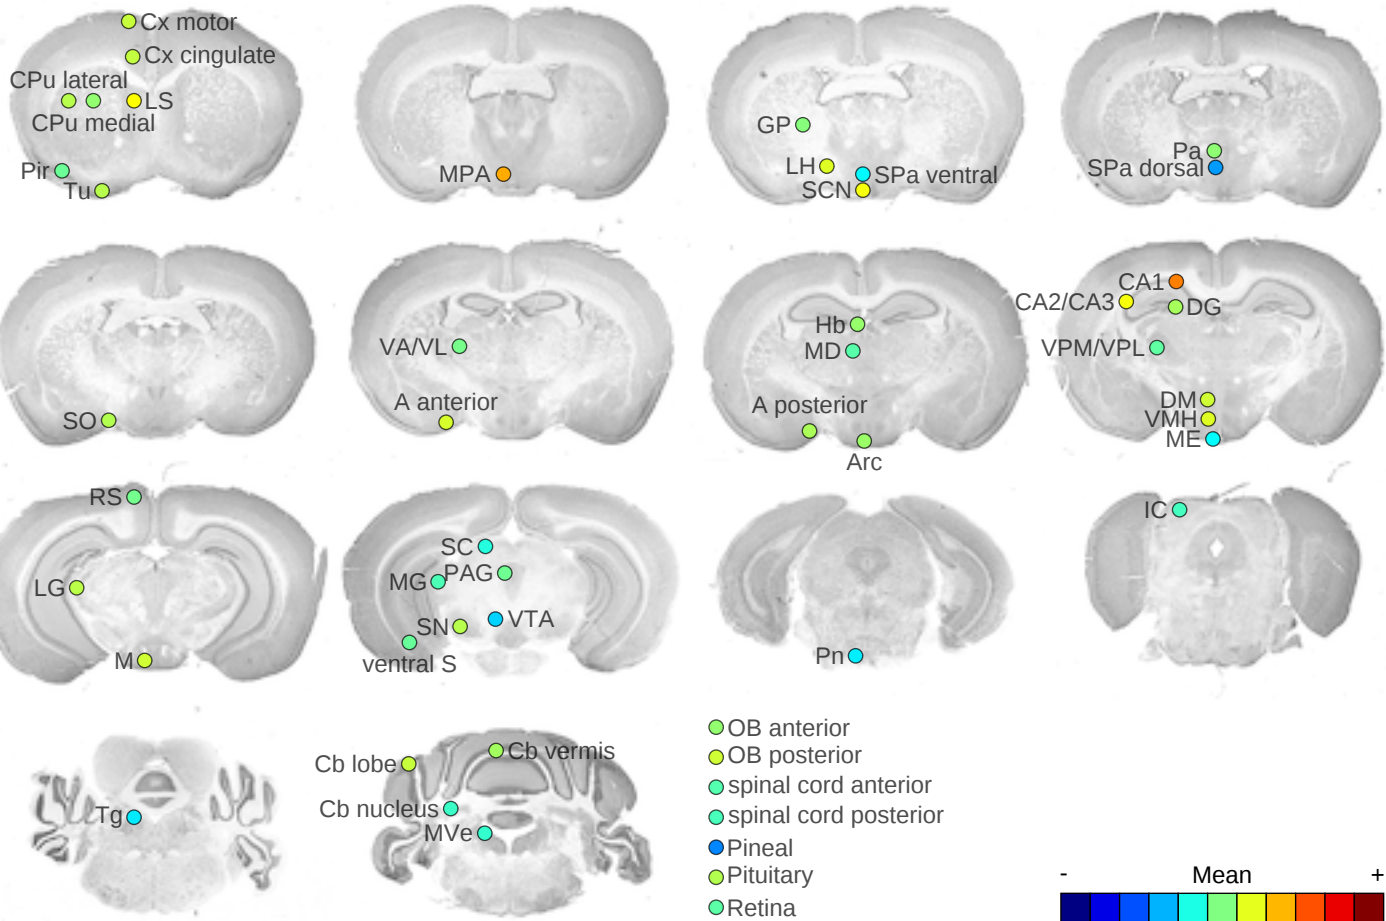 Cx motor
Cx cingulate
CPu lateral
LS
CPu medial
Pir
Tu
MPA
GP
LH
SPa ventral
SCN
Pa
SPa dorsal
SO
VA/VL
A anterior
Hb
MD
A posterior
Arc
CA1
CA2/CA3
DG
VPM/VPL
DM
VMH
ME
RS
LG
M
SC
PAG
MG
VTA
SN
ventral S
Pn
IC
Tg
Cb lobe
Cb vermis
Cb nucleus
MVe
OB anterior
OB posterior
spinal cord anterior
spinal cord posterior
Pineal
Pituitary
Retina
- Mean +